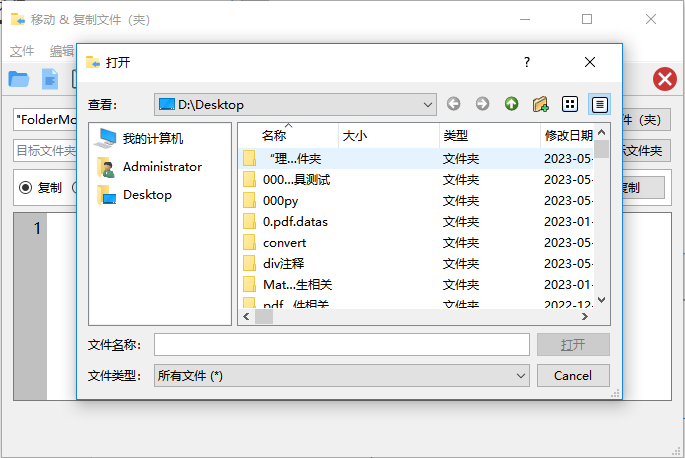 移动 & 复制文件（夹）
文件 编辑
打开
查看： D:\Desktop
我的计算机
Administrator
Desktop
名称 大小 类型 修改日期
“理...件夹 文件夹 2023-05-
000...具测试 文件夹 2023-05-
000py 文件夹 2023-05-
0.pdf.datas 文件夹 2023-01-
convert 文件夹 2023-05-
div注释 文件夹 2023-05-
Mat...生相关 文件夹 2023-01-
pdf...件相关 文件夹 2022-12-
文件名称：
打开
文件类型： 所有文件 (*)
Cancel
"FolderMo
件（夹）
目标文件夹
标文件夹
复制
复制
1